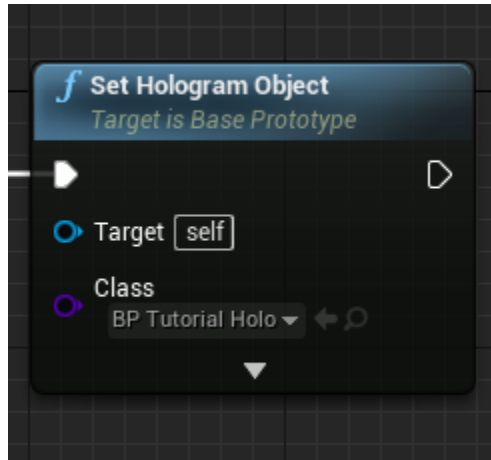 f Set Hologram Object
Target is Base Prototype
Target self
Class
BP Tutorial Holo